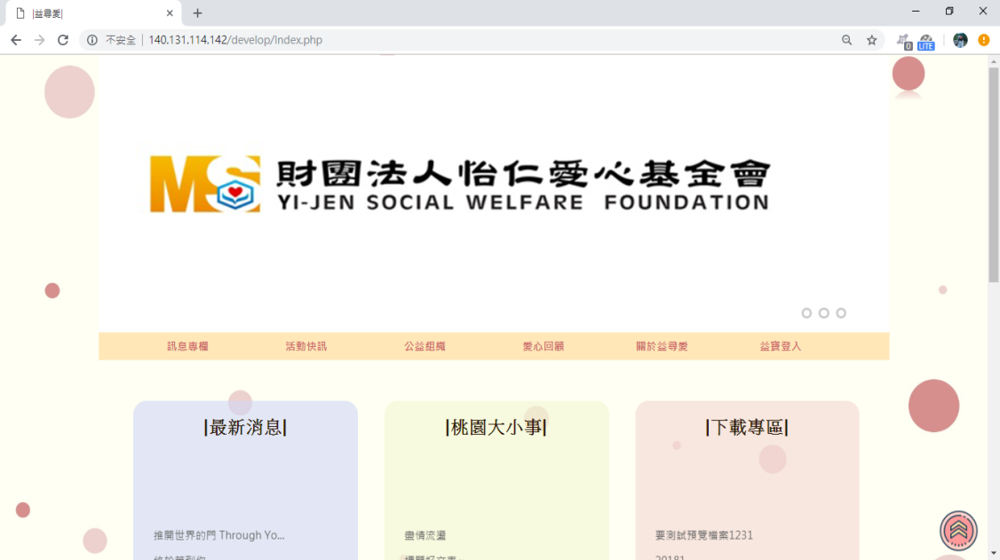 |益尋愛|
不安全 140.131.114.142/develop/Index.php
0
LITE
MS 財團法人怡仁愛心基金會
YI-JEN SOCIAL WELFARE FOUNDATION
訊息專欄 活動快訊 公益組織 愛心回顧 關於益尋愛 益寶登入
|最新消息| |桃園大小事| |下載專區|
推開世界的門 Through Yo... 盡情流盪 要測試預覽檔案1231
20181